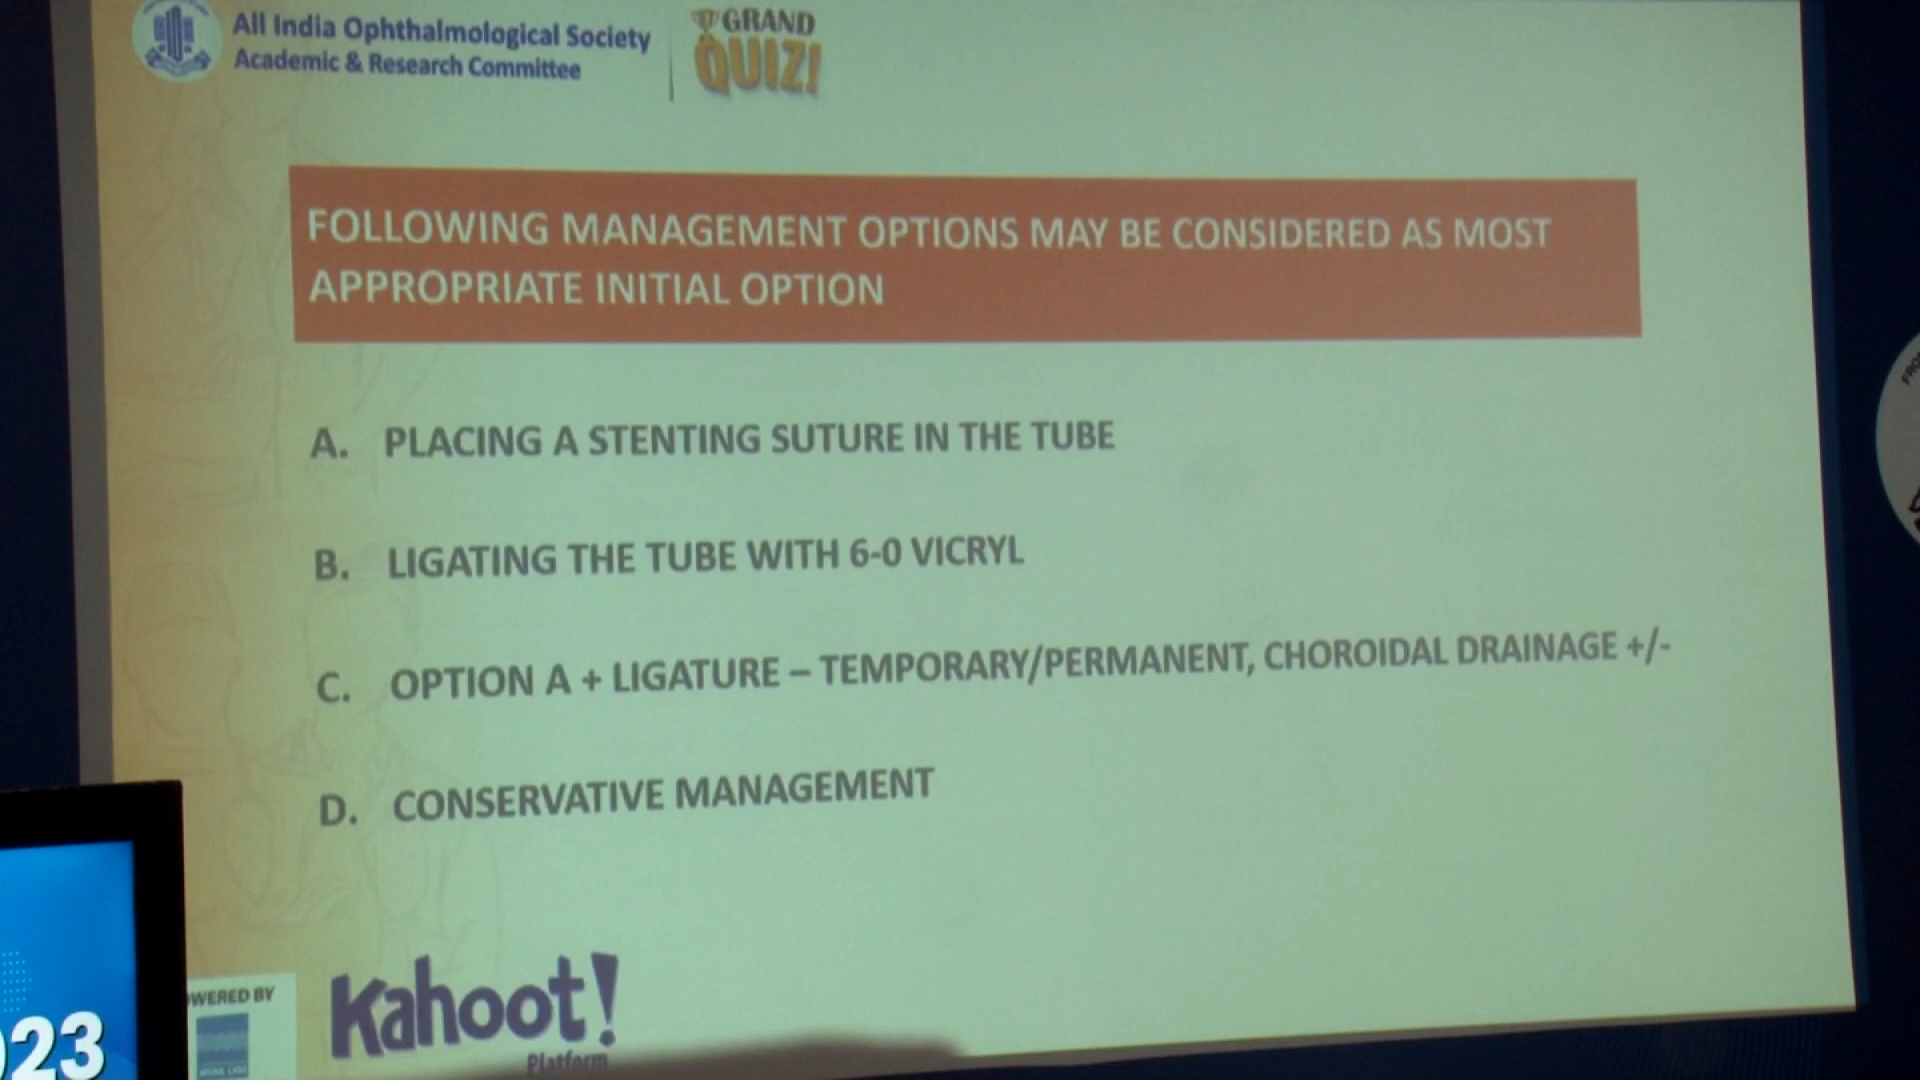 All India Ophthalmological Society
Academic & Research Committee
GRAND
QUIZ!
FOLLOWING MANAGEMENT OPTIONS MAY BE CONSIDERED AS MOST
APPROPRIATE INITIAL OPTION
A. PLACING A STENTING SUTURE IN THE TUBE
B. LIGATING THE TUBE WITH 6-0 VICRYL
C. OPTION A + LIGATURE – TEMPORARY/PERMANENT, CHOROIDAL DRAINAGE +/-
D. CONSERVATIVE MANAGEMENT
WERED BY
Kahoot!
Platform
23